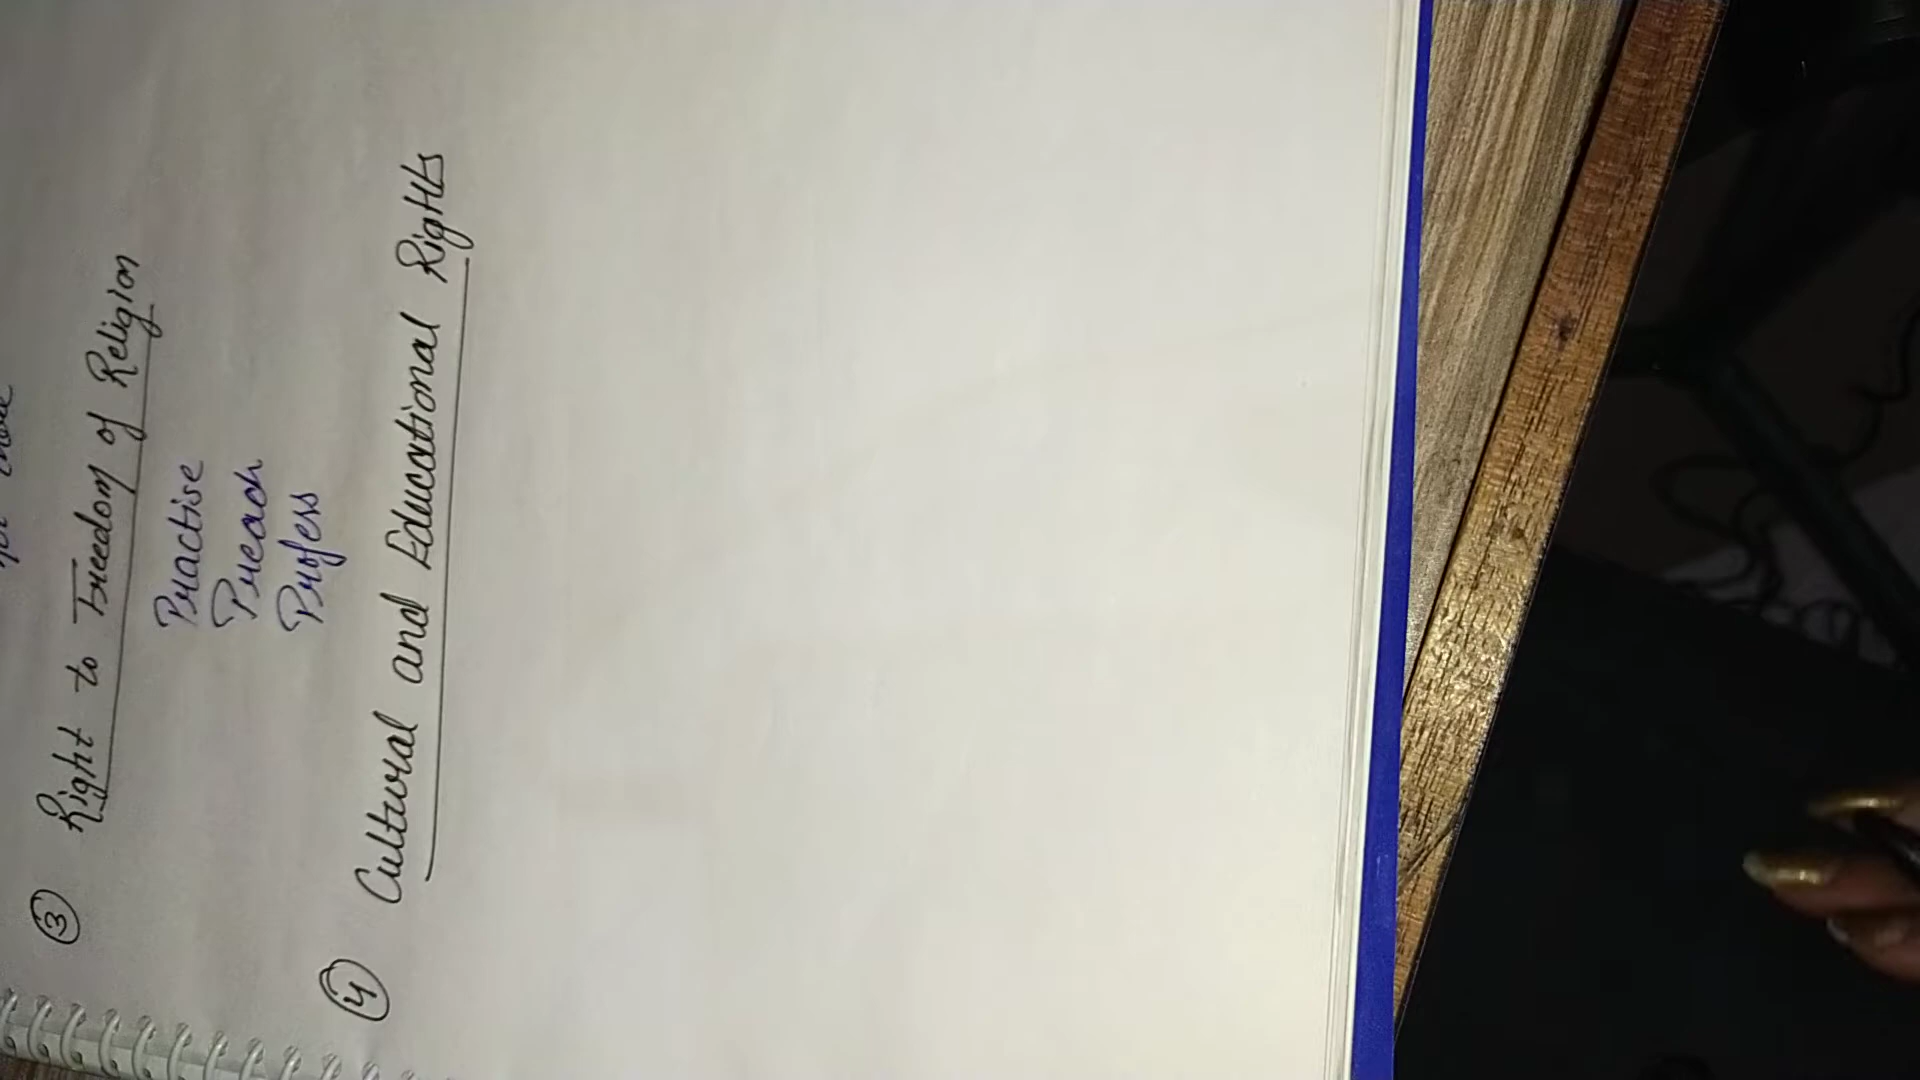 ③ Right to Freedom of Religion
Practise
Preach
Profess
④ Cultural and Educational Rights